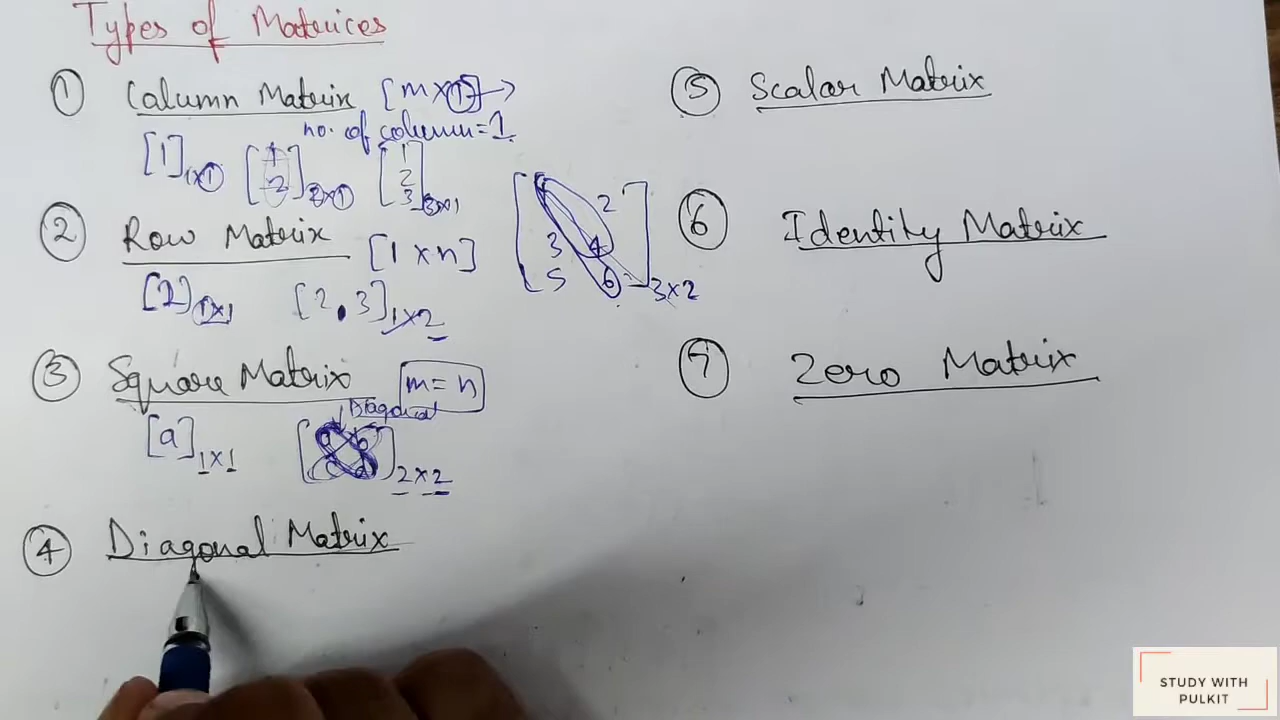 Types of Matrices
① Column Matrix [m×1]→
no. of column=1.
[1]1×1 [1 2]2×1 [1 2 3]3×1
② Row Matrix [1×n]
[2]1×1 [2,3]1×2
③ Square Matrix m=n
Diagonal
[a]1×1 [a b c d]2×2
④ Diagonal Matrix
[1 2
3 4
5 6]3×2
⑤ Scalar Matrix
⑥ Identity Matrix
⑦ Zero Matrix
STUDY WITH
PULKIT